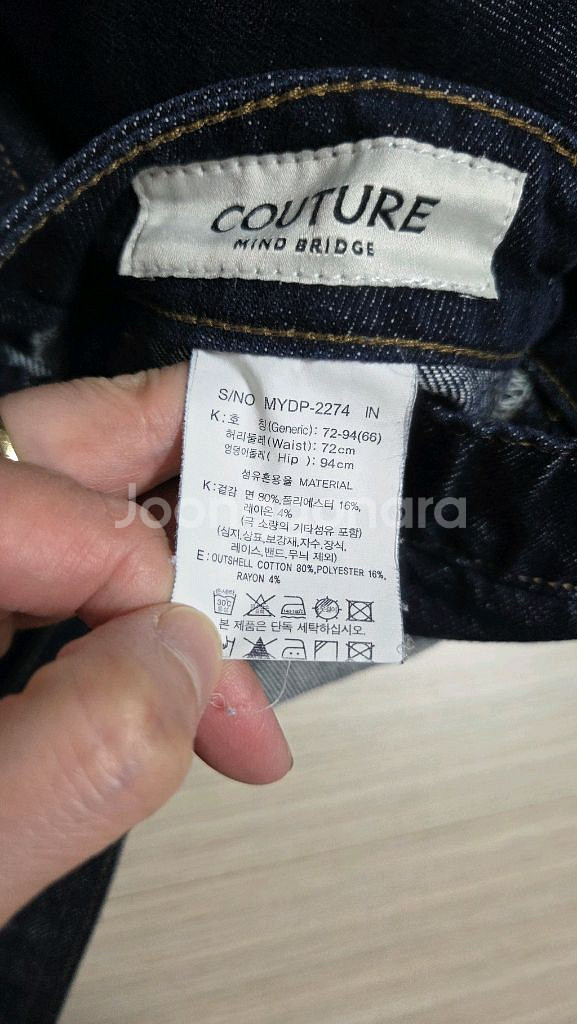 COUTURE
MIND BRIDGE
S/NO MYDP-2274 IN
K:호 칭(Generic): 72-94(66)
허리둘레(Waist): 72cm
엉덩이둘레( Hip ): 94cm
섬유혼용율 MATERIAL
K:겉감 면 80%,폴리에스터 16%,
레이온 4%
(극 소량의 기타섬유 포함)
(심지,상표,보강재,자수,장식,
레이스,밴드,무늬 제외)
E:OUTSHELL COTTON 80%,POLYESTER 16%,
RAYON 4%
30℃
본 제품은 단독 세탁하십시오.